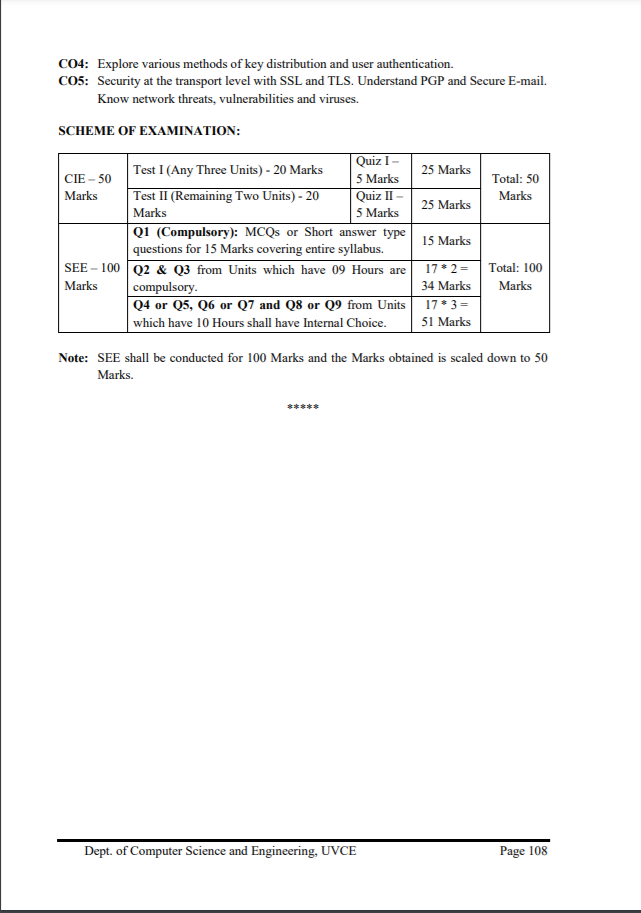 CO4: Explore various methods of key distribution and user authentication.
CO5: Security at the transport level with SSL and TLS. Understand PGP and Secure E-mail.
Know network threats, vulnerabilities and viruses.
SCHEME OF EXAMINATION:
CIE – 50
Marks
Test I (Any Three Units) - 20 Marks
Quiz I –
5 Marks
25 Marks
Total: 50
Marks
Test II (Remaining Two Units) - 20
Marks
Quiz II –
5 Marks
25 Marks
SEE – 100
Marks
Q1 (Compulsory): MCQs or Short answer type
questions for 15 Marks covering entire syllabus.
15 Marks
Total: 100
Marks
Q2 & Q3 from Units which have 09 Hours are
compulsory.
17 * 2 =
34 Marks
Q4 or Q5, Q6 or Q7 and Q8 or Q9 from Units
which have 10 Hours shall have Internal Choice.
17 * 3 =
51 Marks
Note: SEE shall be conducted for 100 Marks and the Marks obtained is scaled down to 50
Marks.
*****
Dept. of Computer Science and Engineering, UVCE Page 108